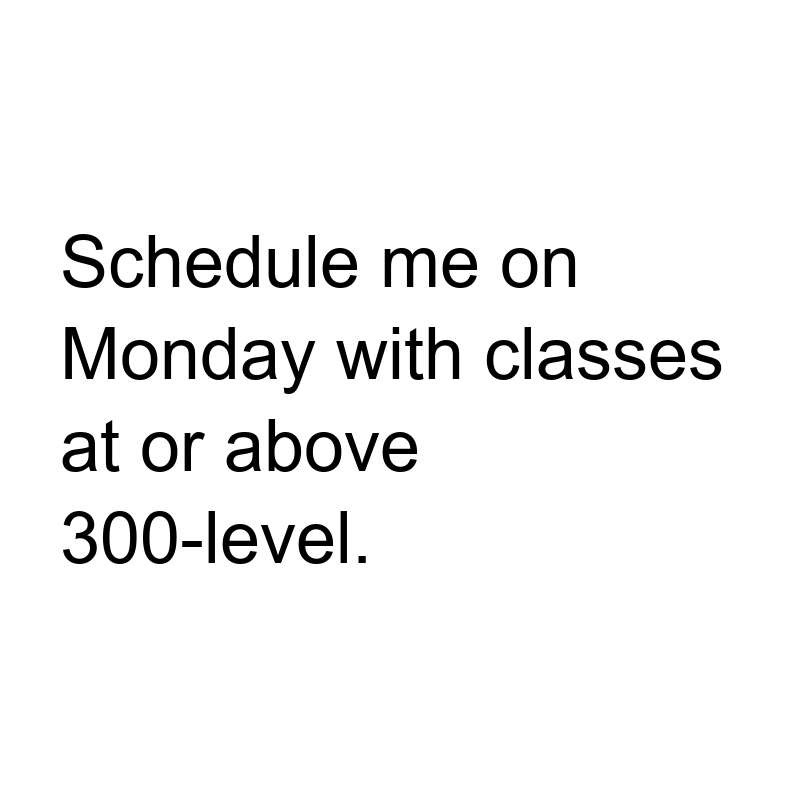 Schedule me on
Monday with classes
at or above
300-level.